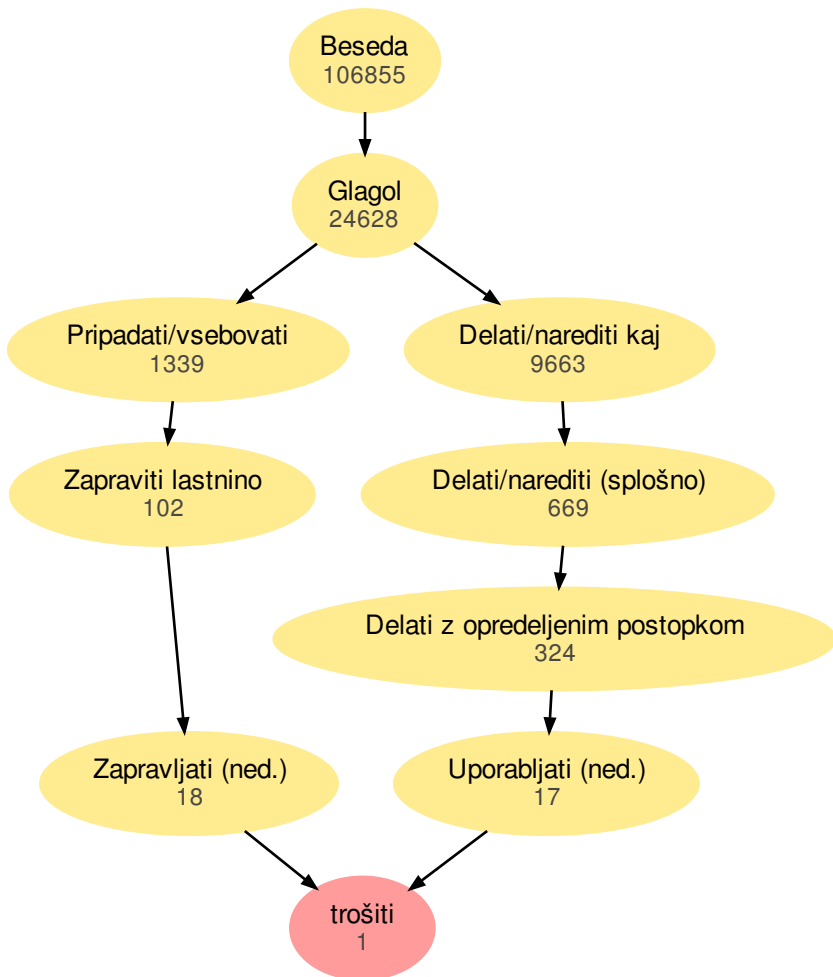 Beseda
106855
Glagol
24628
Pripadati/vsebovati
1339
Delati/narediti kaj
9663
Zapraviti lastnino
102
Delati/narediti (splošno)
669
Delati z opredeljenim postopkom
324
Zapravljati (ned.)
18
Uporabljati (ned.)
17
trošiti
1